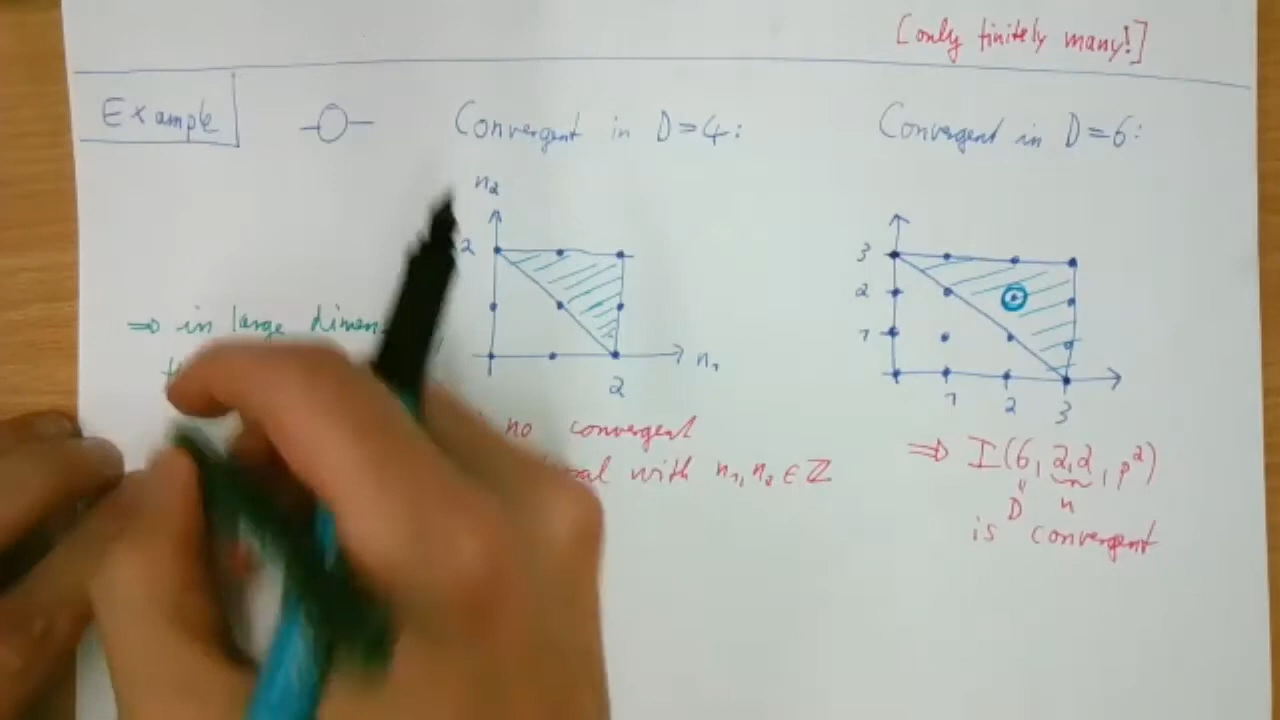 [only finitely many!]
Example
Convergent in D=4:
Convergent in D=6:
n₂
2
n₁
2
3
2
1
1 2 3
⇒ in large
no convergent
with n₁, n₂ ∈ ℤ
⇒ I(6, 2,2, p²)
D n
is convergent